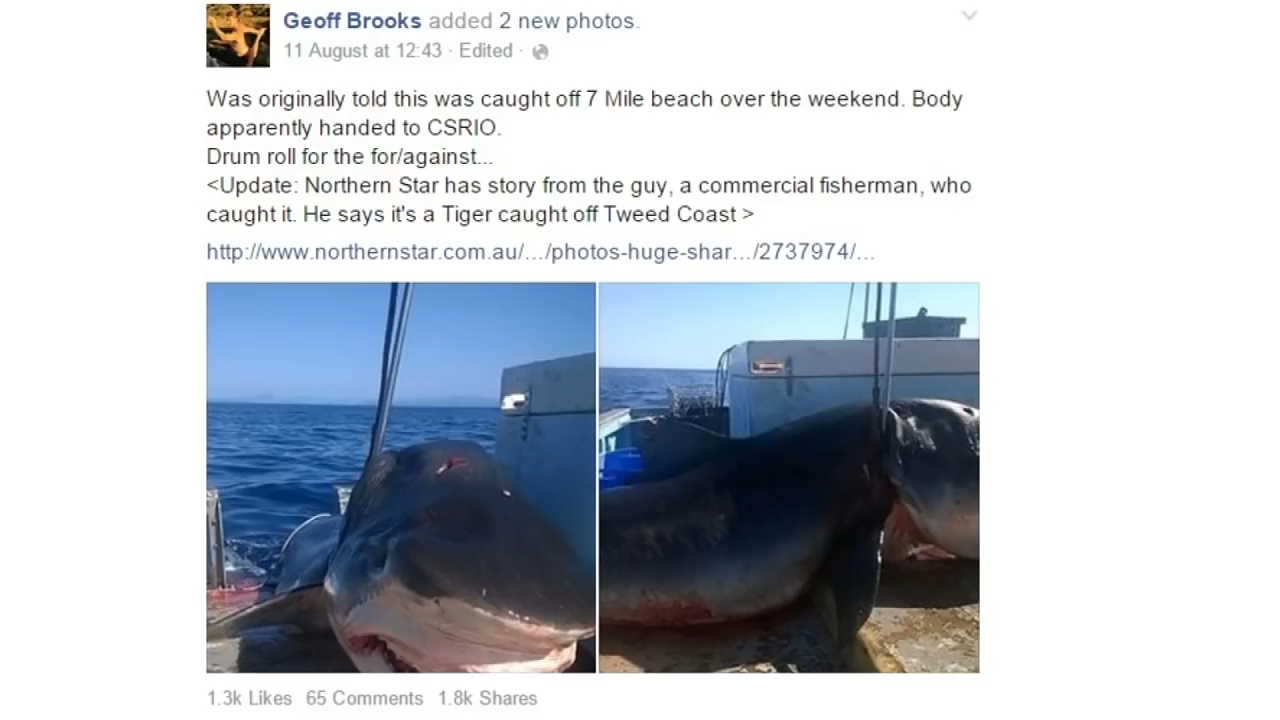 Geoff Brooks added 2 new photos.
11 August at 12:43 · Edited ·
Was originally told this was caught off 7 Mile beach over the weekend. Body
apparently handed to CSRIO.
Drum roll for the for/against...
<Update: Northern Star has story from the guy, a commercial fisherman, who
caught it. He says it's a Tiger caught off Tweed Coast >
http://www.northernstar.com.au/.../photos-huge-shar.../2737974/...
1.3k Likes 65 Comments 1.8k Shares